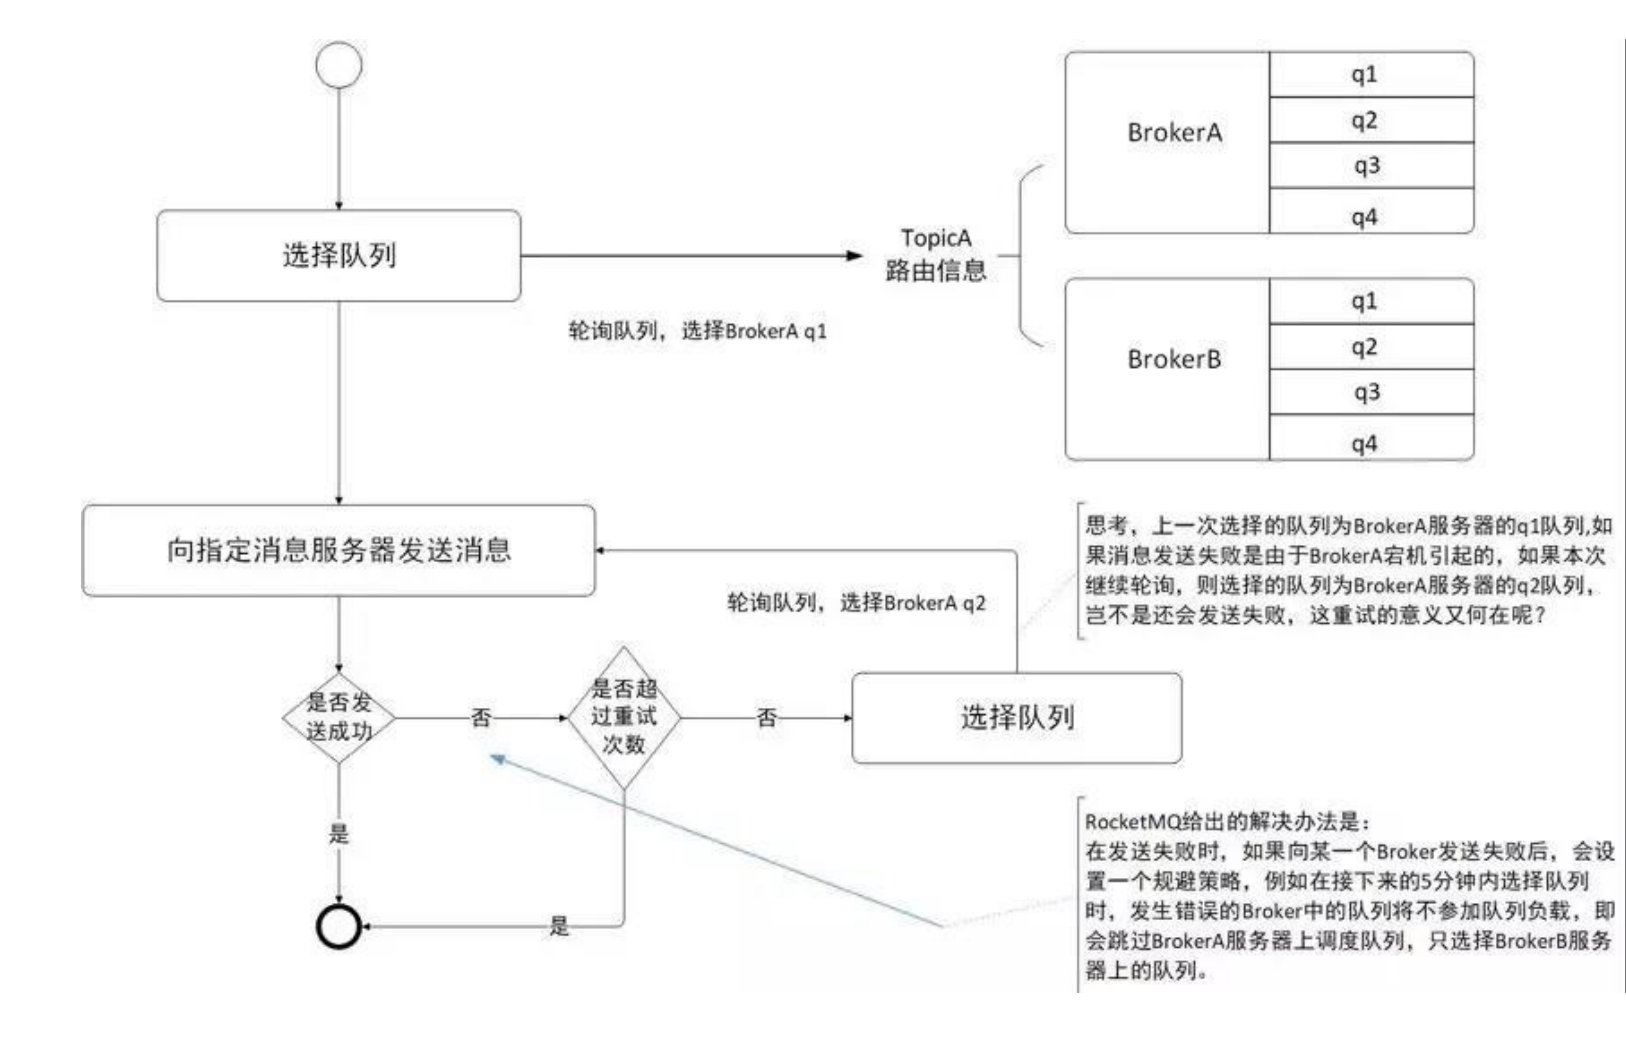 q1
BrokerA
q2
q3
q4
选择队列
TopicA
路由信息
轮询队列，选择BrokerA q1
q1
BrokerB
q2
q3
q4
向指定消息服务器发送消息
思考，上一次选择的队列为BrokerA服务器的q1队列,如
果消息发送失败是由于BrokerA宕机引起的，如果本次
继续轮询，则选择的队列为BrokerA服务器的q2队列，
岂不是还会发送失败，这重试的意义又何在呢？
轮询队列，选择BrokerA q2
是否发
送成功
否
是否超
过重试
次数
否
选择队列
是
是
RocketMQ给出的解决办法是：
在发送失败时，如果向某一个Broker发送失败后，会设
置一个规避策略，例如在接下来的5分钟内选择队列
时，发生错误的Broker中的队列将不参加队列负载，即
会跳过BrokerA服务器上调度队列，只选择BrokerB服务
器上的队列。